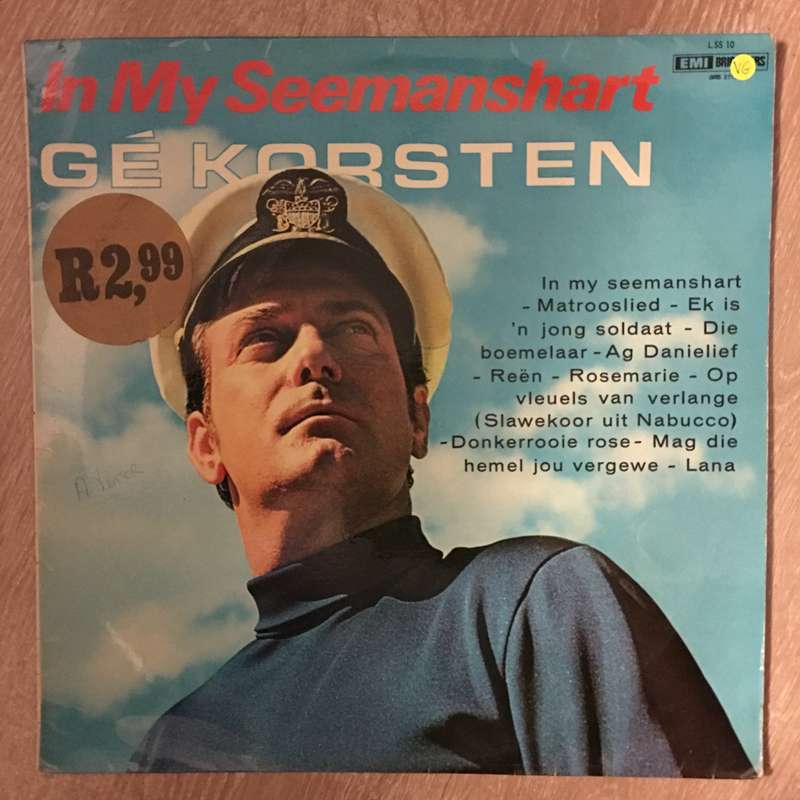 L.SS 10
EMI
VG
In My Seemanshart
GÉ KORSTEN
R2,99
In my seemanshart
- Matrooslied - Ek is
'n jong soldaat - Die
boemelaar - Ag Danielief
- Reën - Rosemarie - Op
vleuels van verlange
(Slawekoor uit Nabucco)
-Donkerrooie rose- Mag die
hemel jou vergewe - Lana